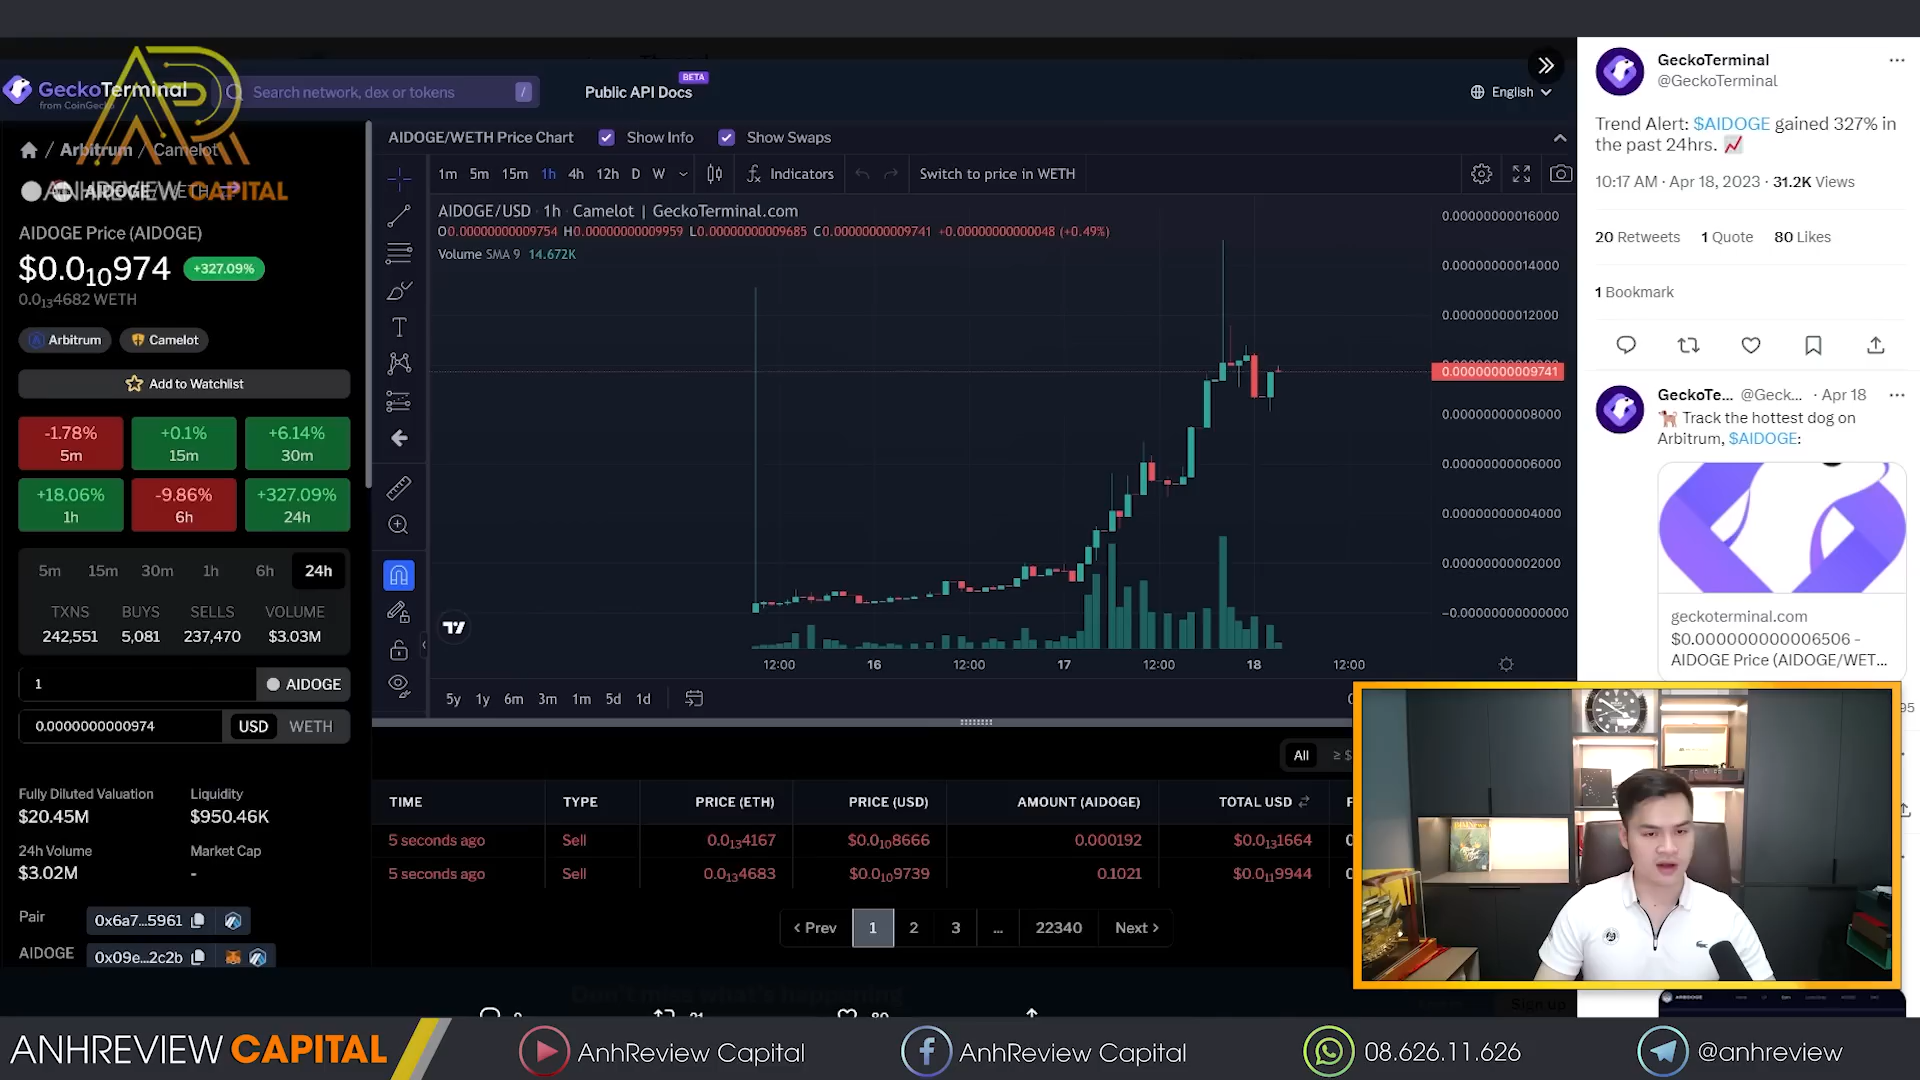 GeckoTerminal
from CoinGecko
Search network, dex or tokens
/
Public API Docs
BETA
English
Arbitrum / Camelot
ANHREVIEW CAPITAL
AIDOGE/USD · 1h · Camelot | GeckoTerminal.com
AIDOGE Price (AIDOGE)
$0.0₁₀974
+327.09%
0.0₁₃4682 WETH
Arbitrum
Camelot
Add to Watchlist
-1.78%
5m
+0.1%
15m
+6.14%
30m
+18.06%
1h
-9.86%
6h
+327.09%
24h
5m 15m 30m 1h 6h 24h
TXNS BUYS SELLS VOLUME
242,551 5,081 237,470 $3.03M
1
AIDOGE
0.0000000000974
USD WETH
Fully Diluted Valuation Liquidity
$20.45M $950.46K
24h Volume Market Cap
$3.02M -
Pair 0x6a7...5961
AIDOGE 0x09e...2c2b
AIDOGE/WETH Price Chart Show Info Show Swaps
1m 5m 15m 1h 4h 12h D W Indicators Switch to price in WETH
O0.00000000009754 H0.00000000009959 L0.00000000009685 C0.00000000009741 +0.00000000000048 (+0.49%)
Volume SMA 9 14.672K
0.00000000016000
0.00000000014000
0.00000000012000
0.00000000009741
0.00000000008000
0.00000000006000
0.00000000004000
0.00000000002000
−0.00000000000000
12:00 16 12:00 17 12:00 18 12:00
5y 1y 6m 3m 1m 5d 1d
All ≥ $
TIME TYPE PRICE (ETH) PRICE (USD) AMOUNT (AIDOGE) TOTAL USD
5 seconds ago Sell 0.0₁₃4167 $0.0₁₀8666 0.000192 $0.0₁₃1664
5 seconds ago Sell 0.0₁₃4683 $0.0₁₀9739 0.1021 $0.0₁₁9944
Prev 1 2 3 ... 22340 Next
Don't miss what's happening
Sign up
GeckoTerminal
@GeckoTerminal
Trend Alert: $AIDOGE gained 327% in
the past 24hrs.
10:17 AM · Apr 18, 2023 · 31.2K Views
20 Retweets 1 Quote 80 Likes
1 Bookmark
GeckoTe... @Geck... · Apr 18
Track the hottest dog on
Arbitrum, $AIDOGE:
geckoterminal.com
$0.000000000006506 -
AIDOGE Price (AIDOGE/WET...
ANHREVIEW CAPITAL
AnhReview Capital
AnhReview Capital
08.626.11.626
@anhreview